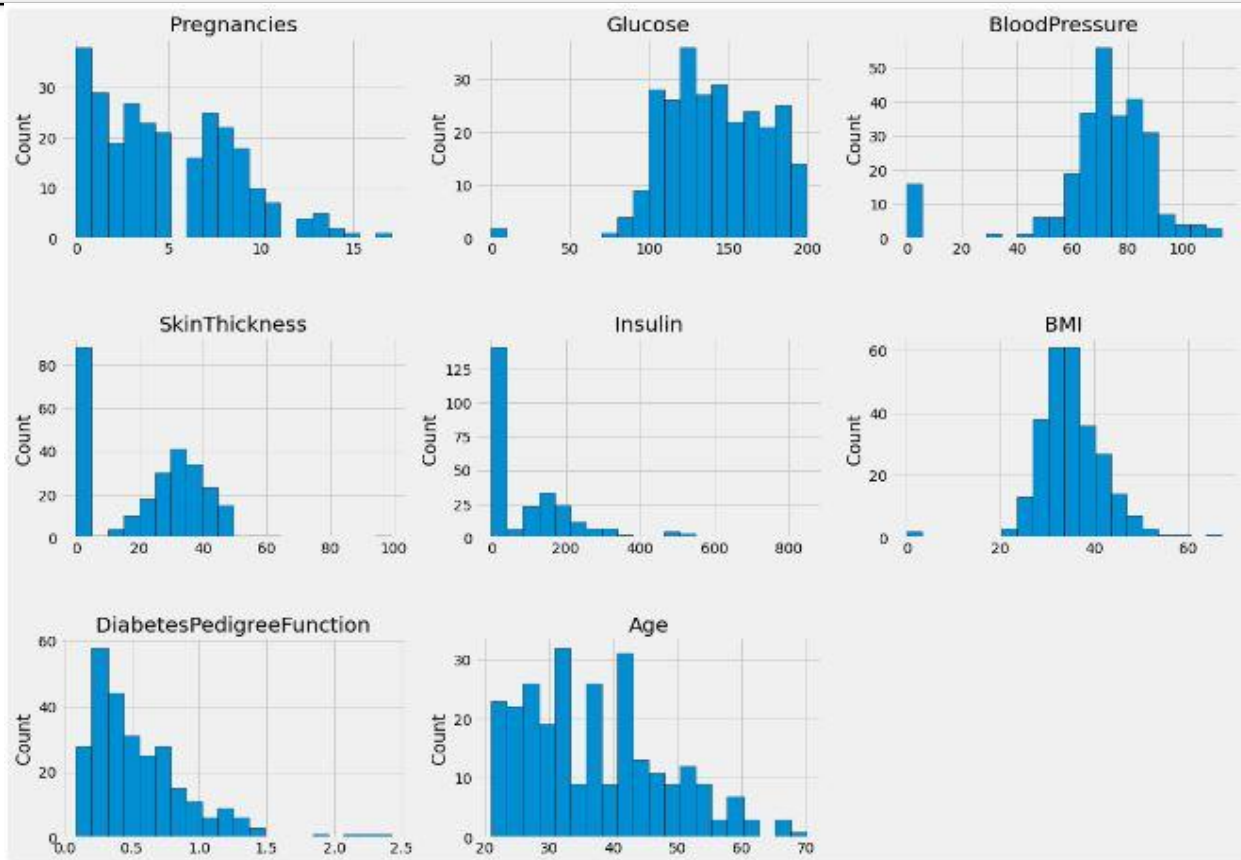 Pregnancies
Glucose
BloodPressure
Count
30
20
10
0
0 5 10 15
Count
30
20
10
0
0 50 100 150 200
Count
50
40
30
20
10
0
0 20 40 60 80 100
SkinThickness
Insulin
BMI
Count
80
60
40
20
0
0 20 40 60 80 100
Count
125
100
75
50
25
0
0 200 400 600 800
Count
60
40
20
0
0 20 40 60
DiabetesPedigreeFunction
Age
Count
60
40
20
0
0.0 0.5 1.0 1.5 2.0 2.5
Count
30
20
10
0
20 30 40 50 60 70